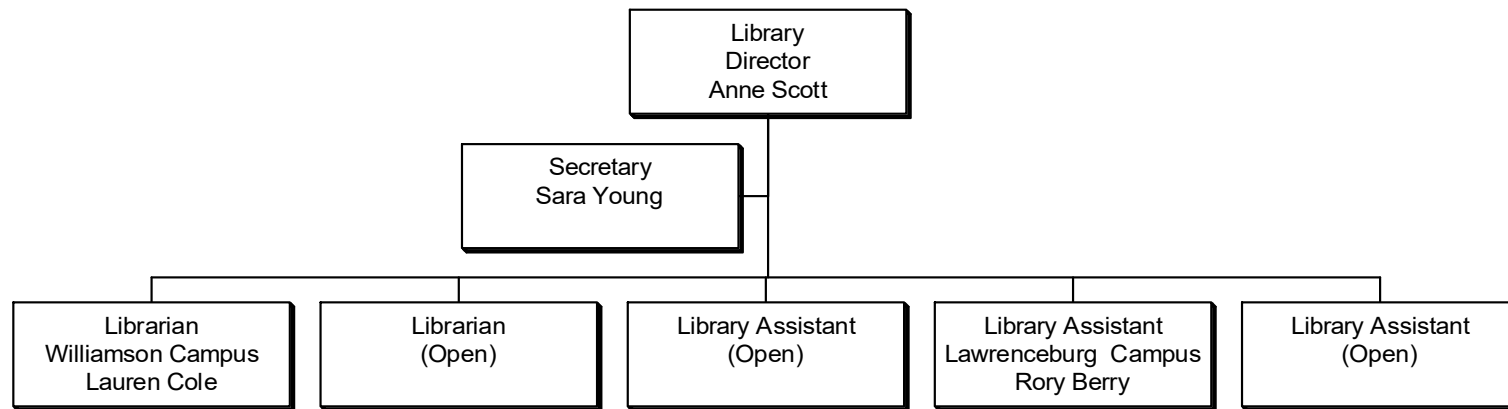 Library
Director
Anne Scott
Secretary
Sara Young
Librarian
Williamson Campus
Lauren Cole
Librarian
(Open)
Library Assistant
(Open)
Library Assistant
Lawrenceburg  Campus
Rory Berry
Library Assistant
(Open)